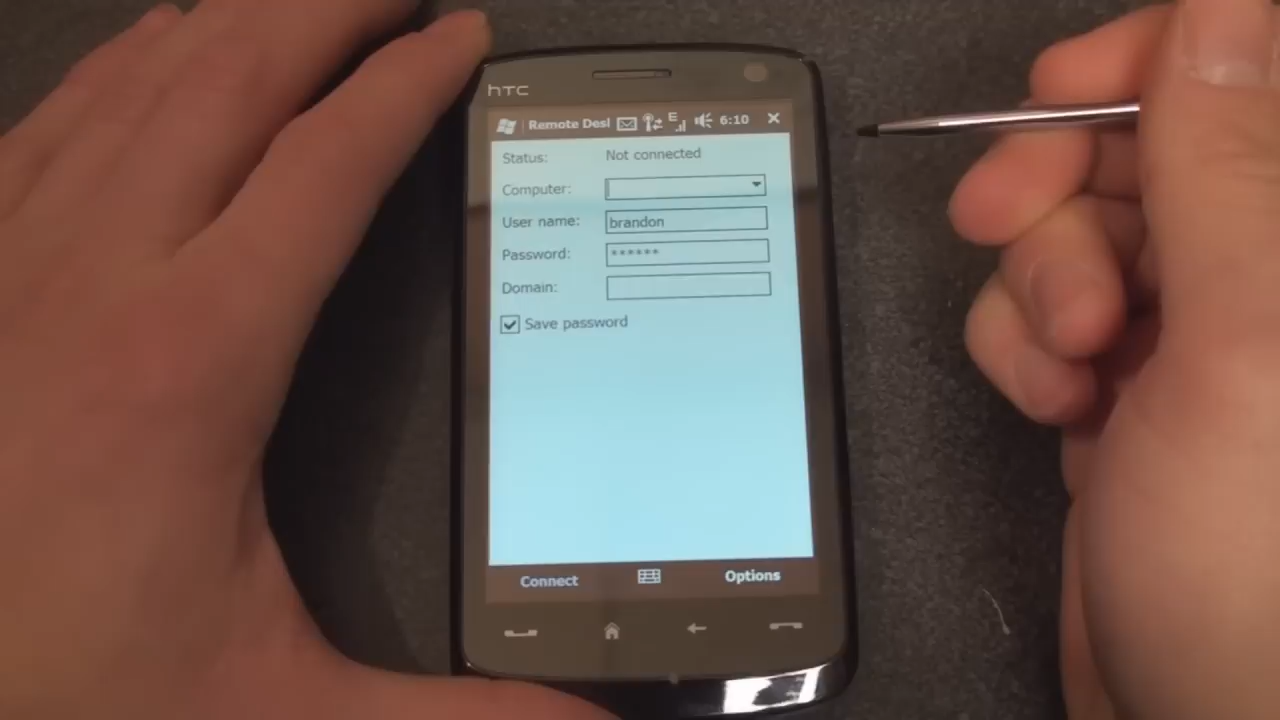 hTC
Remote Desl E 6:10
Status: Not connected
Computer:
User name: brandon
Password: ******
Domain:
Save password
Connect Options